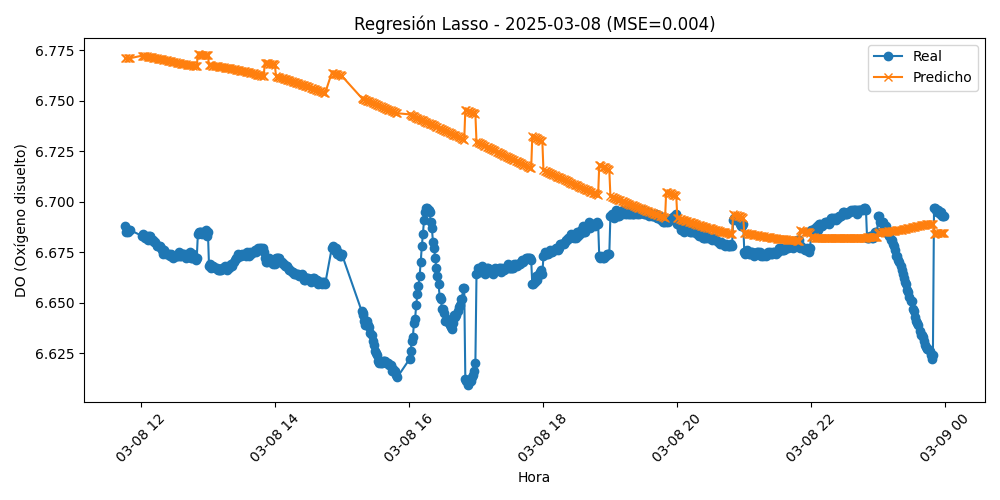 Regresión Lasso - 2025-03-08 (MSE=0.004)
Real
Predicho
DO (Oxígeno disuelto)
6.775
6.750
6.725
6.700
6.675
6.650
6.625
03-08 12
03-08 14
03-08 16
03-08 18
03-08 20
03-08 22
03-09 00
Hora